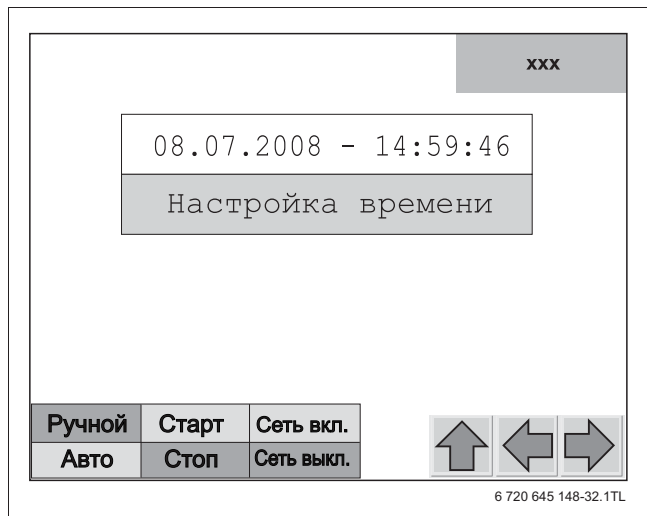 xxx
08.07.2008 - 14:59:46
Настройка времени
Ручной Старт Сеть вкл.
Авто Стоп Сеть выкл.
6 720 645 148-32.1TL